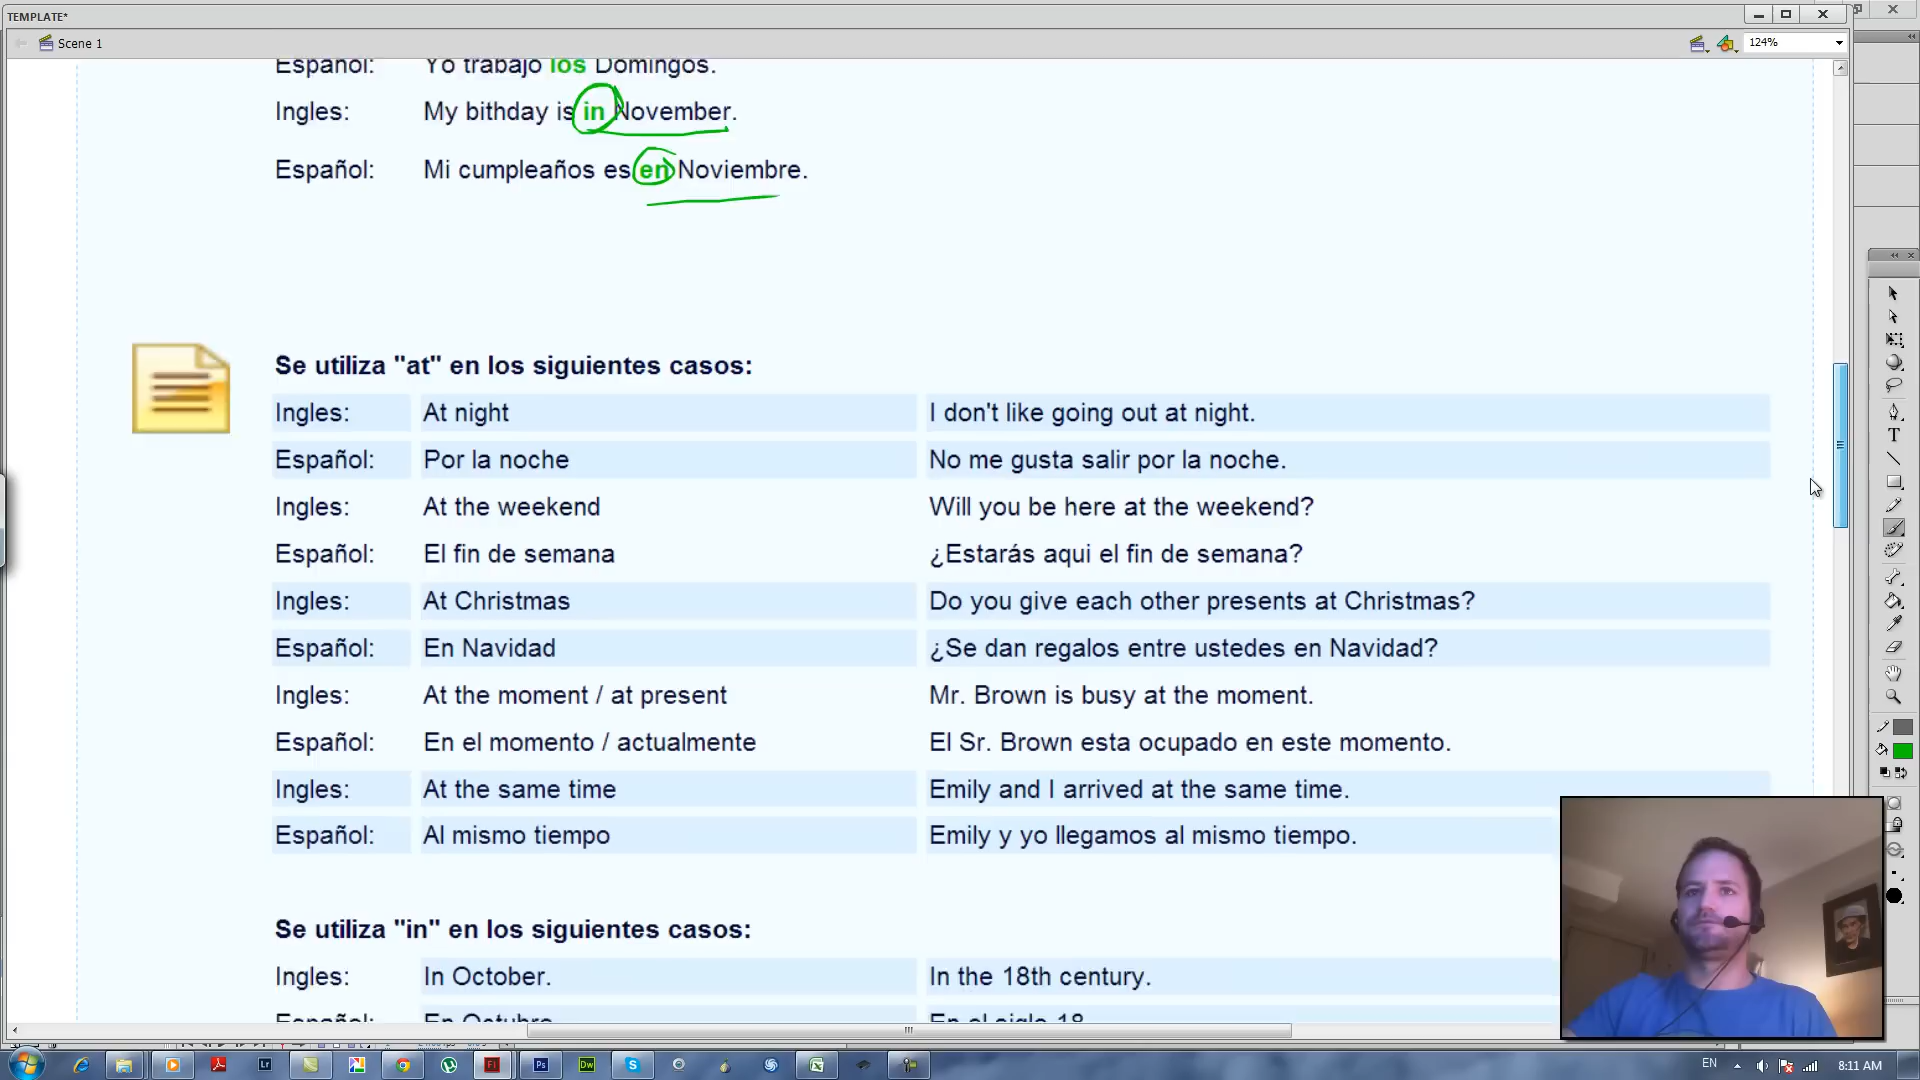 TEMPLATE*
Scene 1
124%
Español: Yo trabajo los Domingos.
Ingles: My bithday is in November.
Español: Mi cumpleaños es en Noviembre.
Se utiliza "at" en los siguientes casos:
Ingles: At night I don't like going out at night.
Español: Por la noche No me gusta salir por la noche.
Ingles: At the weekend Will you be here at the weekend?
Español: El fin de semana ¿Estarás aqui el fin de semana?
Ingles: At Christmas Do you give each other presents at Christmas?
Español: En Navidad ¿Se dan regalos entre ustedes en Navidad?
Ingles: At the moment / at present Mr. Brown is busy at the moment.
Español: En el momento / actualmente El Sr. Brown esta ocupado en este momento.
Ingles: At the same time Emily and I arrived at the same time.
Español: Al mismo tiempo Emily y yo llegamos al mismo tiempo.
Se utiliza "in" en los siguientes casos:
Ingles: In October. In the 18th century.
Español: En Octubre En el siglo 18
EN 8:11 AM